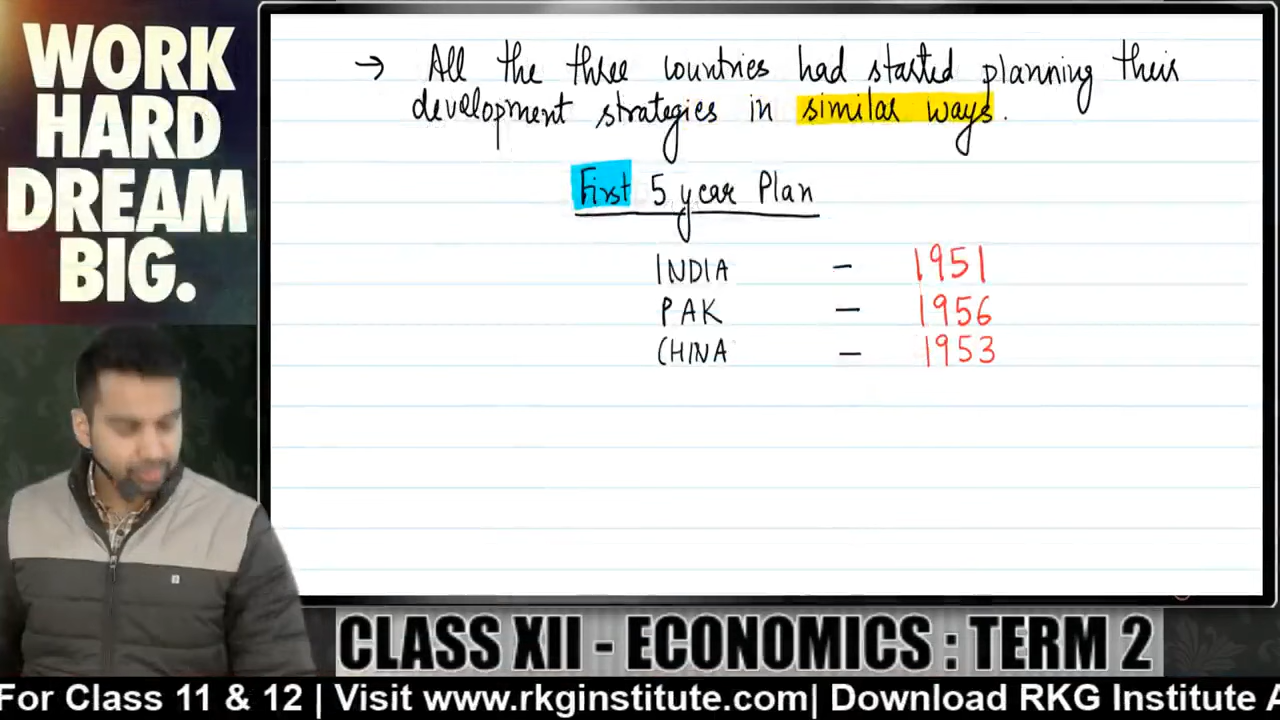 WORK
HARD
DREAM
BIG.
→ All the three countries had started planning their
development strategies in similar ways.
First 5 year Plan
INDIA - 1951
PAK - 1956
CHINA - 1953
CLASS XII - ECONOMICS : TERM 2
For Class 11 & 12 | Visit www.rkginstitute.com| Download RKG Institute A